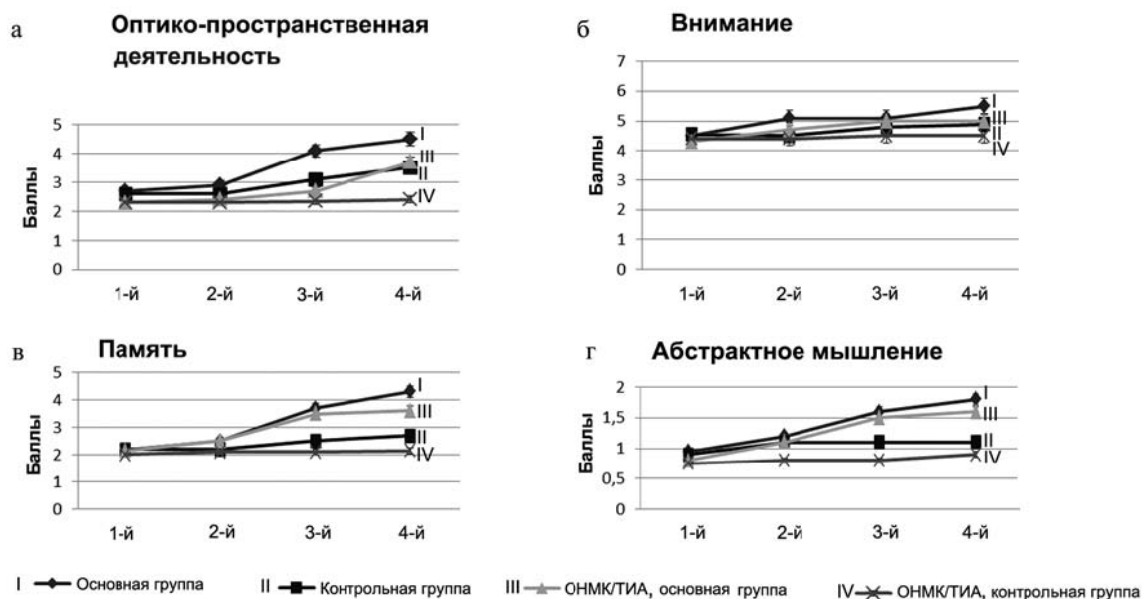 а
Оптико-пространственная
деятельность
Баллы
5
4
3
2
1
0
I
III
II
IV
1-й 2-й 3-й 4-й
б
Внимание
Баллы
7
6
5
4
3
2
1
0
I
III
II
IV
1-й 2-й 3-й 4-й
в
Память
Баллы
5
4
3
2
1
0
I
III
II
IV
1-й 2-й 3-й 4-й
г
Абстрактное мышление
Баллы
2
1,5
1
0,5
0
I
III
II
IV
1-й 2-й 3-й 4-й
I Основная группа II Контрольная группа III ОНМК/ТИА, основная группа IV ОНМК/ТИА, контрольная группа